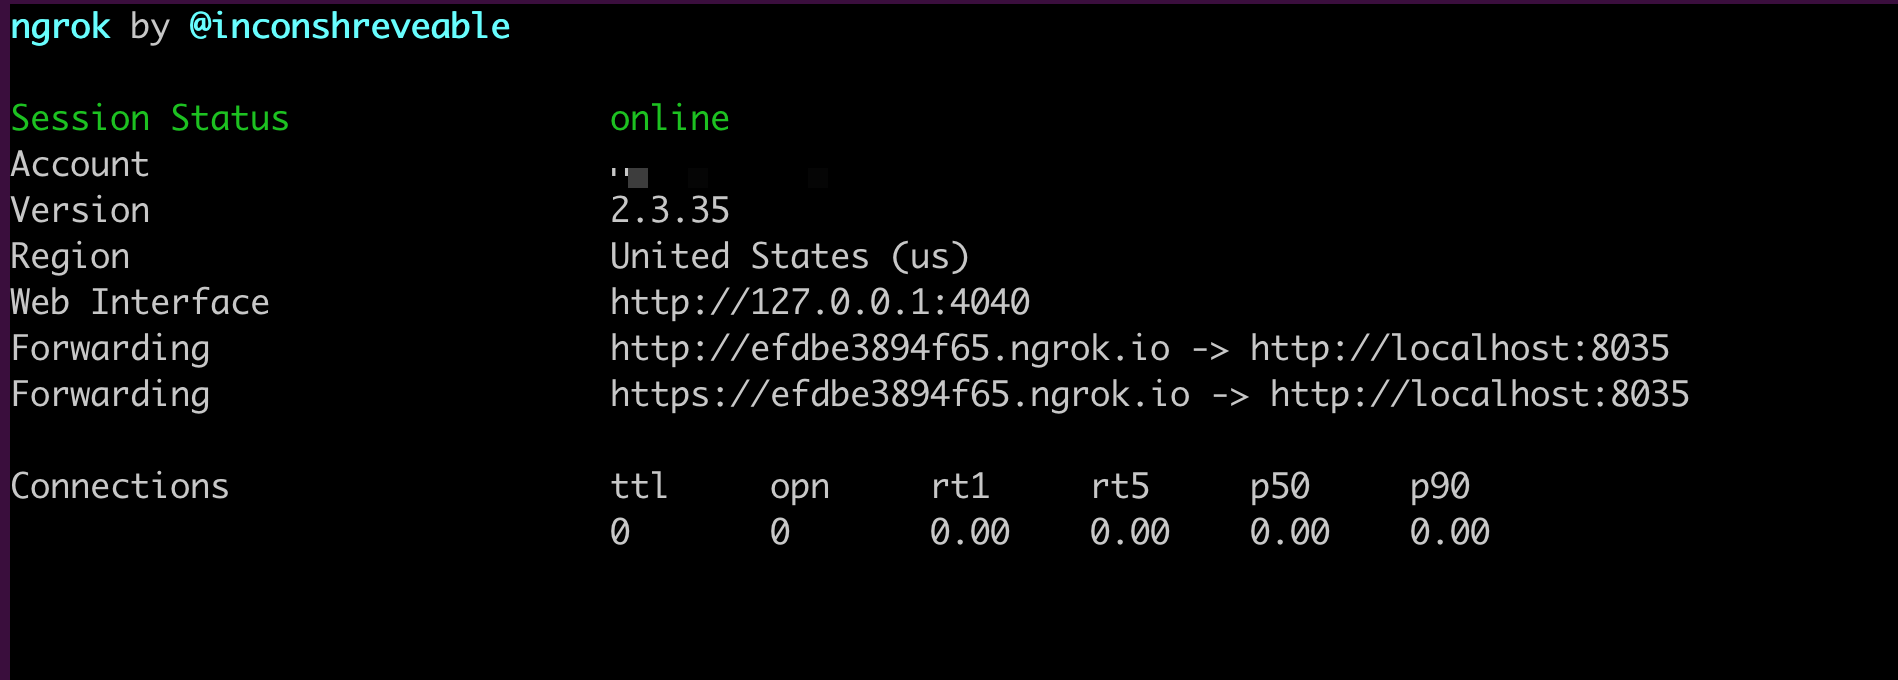 ngrok by @inconshreveable
Session Status online
Account
Version 2.3.35
Region United States (us)
Web Interface http://127.0.0.1:4040
Forwarding http://efdbe3894f65.ngrok.io -> http://localhost:8035
Forwarding https://efdbe3894f65.ngrok.io -> http://localhost:8035
Connections ttl opn rt1 rt5 p50 p90
0 0 0.00 0.00 0.00 0.00